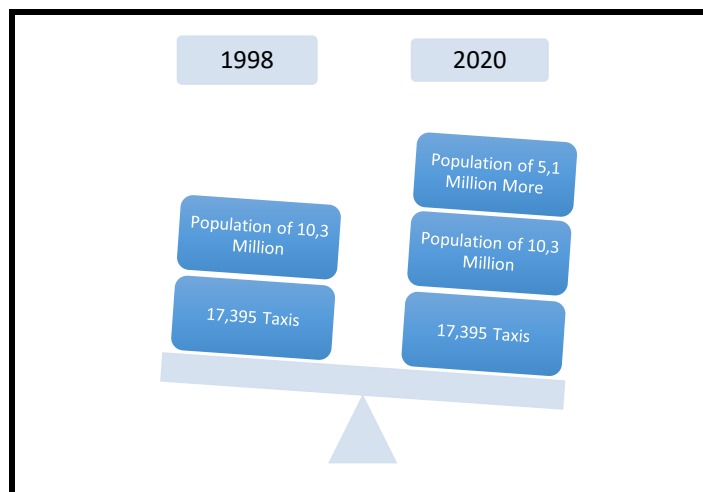 1998
2020
Population of 10,3
Million
17,395 Taxis
Population of 5,1
Million More
Population of 10,3
Million
17,395 Taxis